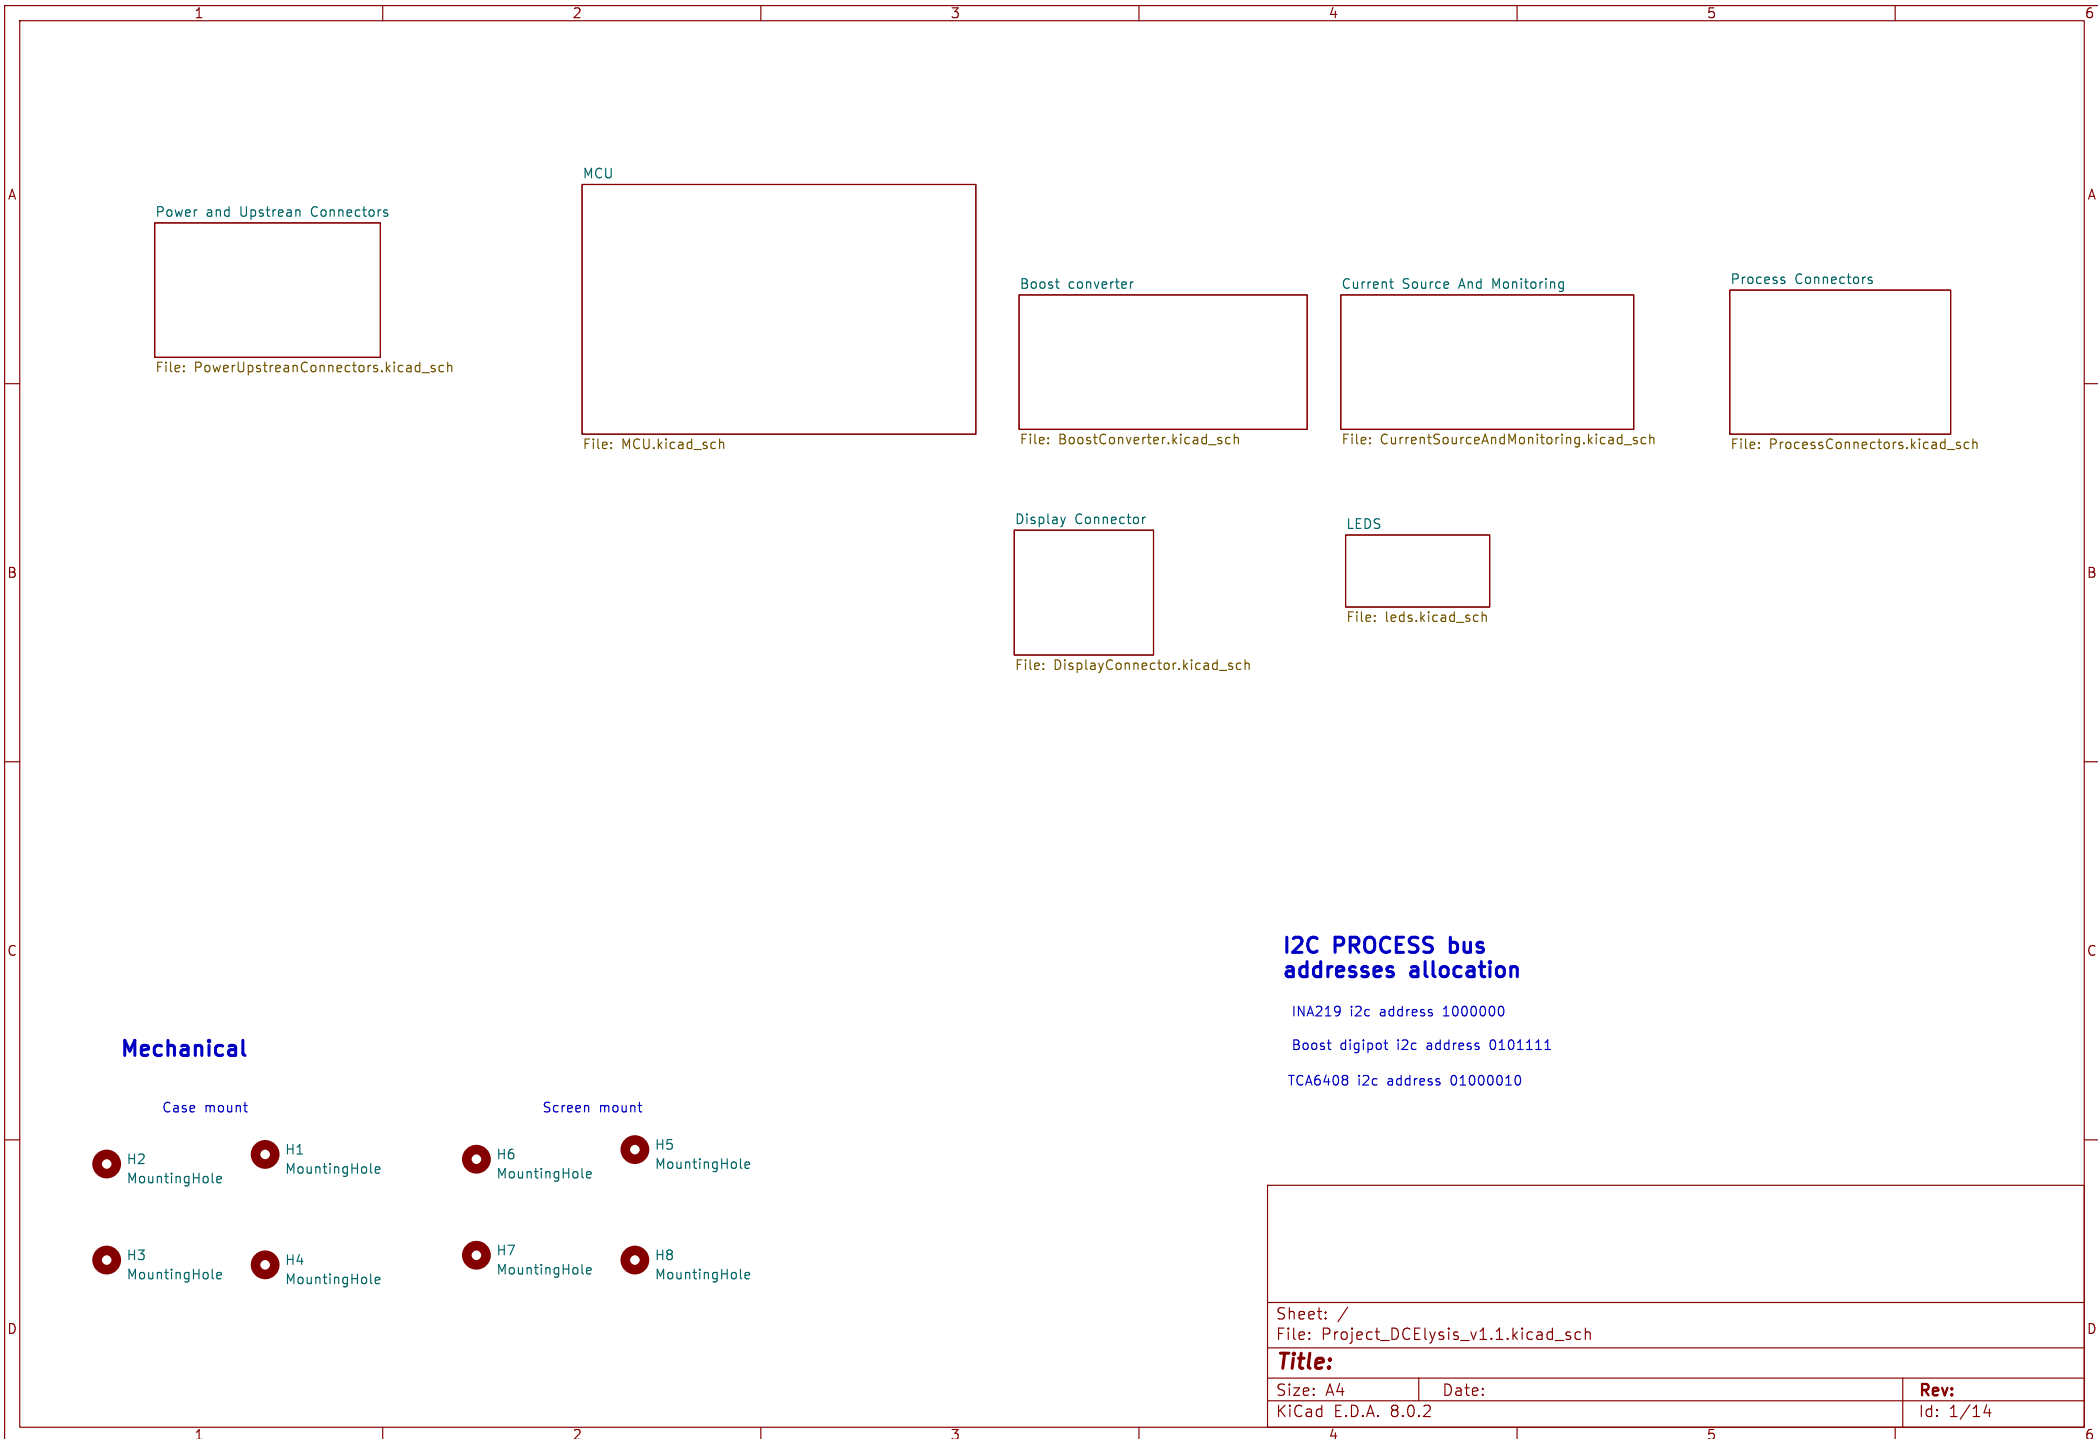 1 2 3 4 5 6
A A
MCU
Power and Upstrean Connectors
Process Connectors
Boost converter
Current Source And Monitoring
File: PowerUpstreanConnectors.kicad_sch
File: BoostConverter.kicad_sch
File: CurrentSourceAndMonitoring.kicad_sch
File: MCU.kicad_sch
File: ProcessConnectors.kicad_sch
Display Connector
LEDS
B B
File: leds.kicad_sch
File: DisplayConnector.kicad_sch
I2C PROCESS bus
addresses allocation
C C
INA219 i2c address 1000000
Boost digipot i2c address 0101111
TCA6408 i2c address 01000010
Mechanical
Case mount
Screen mount
H2
MountingHole
H1
MountingHole
H6
MountingHole
H5
MountingHole
H3
MountingHole
H4
MountingHole
H7
MountingHole
H8
MountingHole
Sheet: /
File: Project_DCElysis_v1.1.kicad_sch
D D
Title:
Size: A4 Date: Rev:
KiCad E.D.A. 8.0.2 Id: 1/14
1 2 3 4 5 6